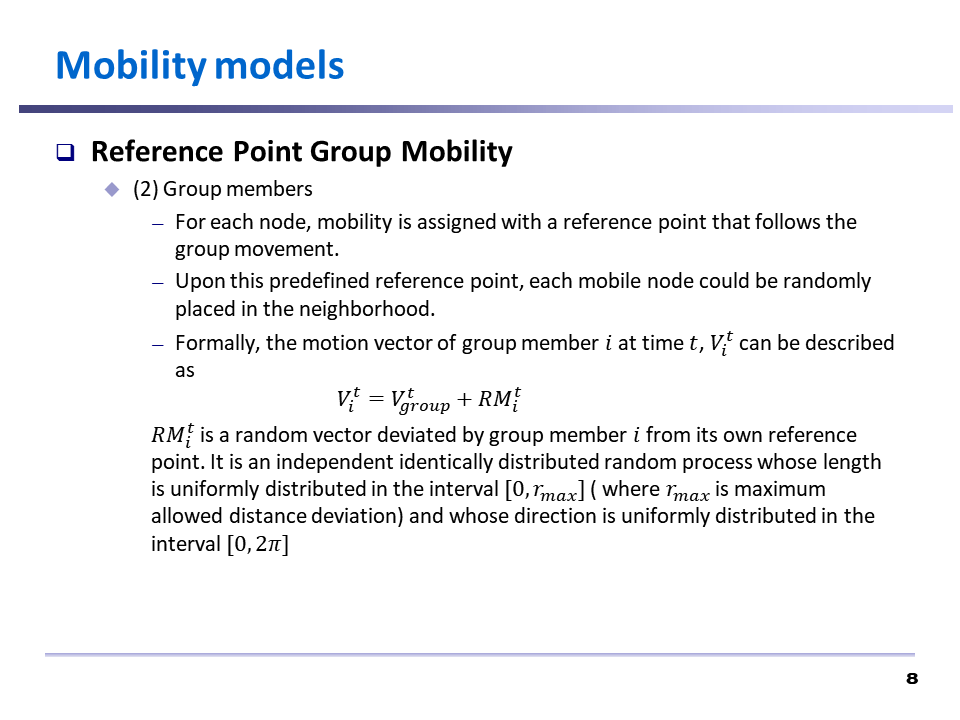 Mobility models
Reference Point Group Mobility
(2) Group members
– For each node, mobility is assigned with a reference point that follows the
group movement.
– Upon this predefined reference point, each mobile node could be randomly
placed in the neighborhood.
– Formally, the motion vector of group member 𝑖 at time 𝑡, 𝑉ᵢᵗ can be described
as
$V_i^t = V_{group}^t + RM_i^t$
$RM_i^t$ is a random vector deviated by group member 𝑖 from its own reference
point. It is an independent identically distributed random process whose length
is uniformly distributed in the interval $[0, r_{max}]$ ( where $r_{max}$ is maximum
allowed distance deviation) and whose direction is uniformly distributed in the
interval $[0, 2π]$
8